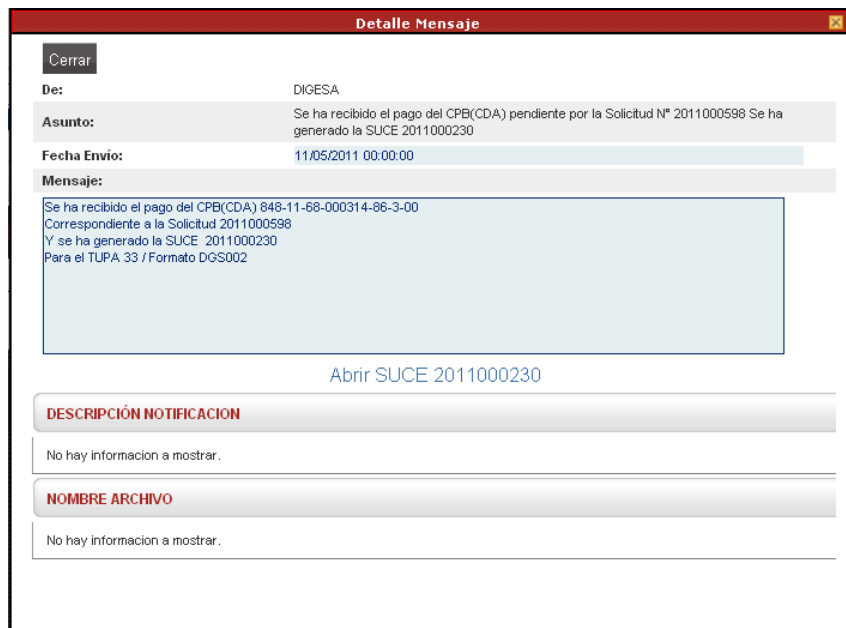 Detalle Mensaje
Cerrar
De: DIGESA
Asunto: Se ha recibido el pago del CPB(CDA) pendiente por la Solicitud N° 2011000598 Se ha
generado la SUCE 2011000230
Fecha Envío: 11/05/2011 00:00:00
Mensaje:
Se ha recibido el pago del CPB(CDA) 848-11-68-000314-86-3-00
Correspondiente a la Solicitud 2011000598
Y se ha generado la SUCE 2011000230
Para el TUPA 33 / Formato DGS002
Abrir SUCE 2011000230
DESCRIPCIÓN NOTIFICACION
No hay informacion a mostrar.
NOMBRE ARCHIVO
No hay informacion a mostrar.